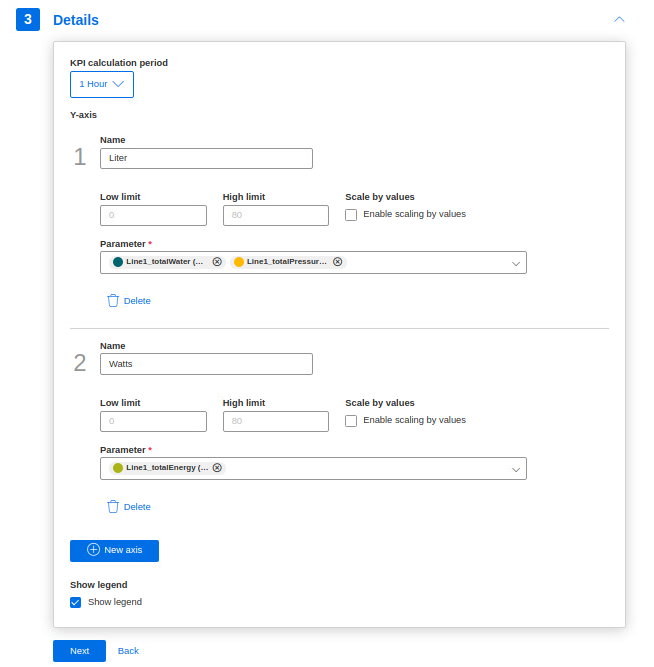 3 Details
KPI calculation period
1 Hour
Y-axis
1
Name
Liter
Low limit High limit Scale by values
0 80 Enable scaling by values
Parameter *
Line1_totalWater (... Line1_totalPressur...
Delete
2
Name
Watts
Low limit High limit Scale by values
0 80 Enable scaling by values
Parameter *
Line1_totalEnergy (...
Delete
New axis
Show legend
Show legend
Next Back